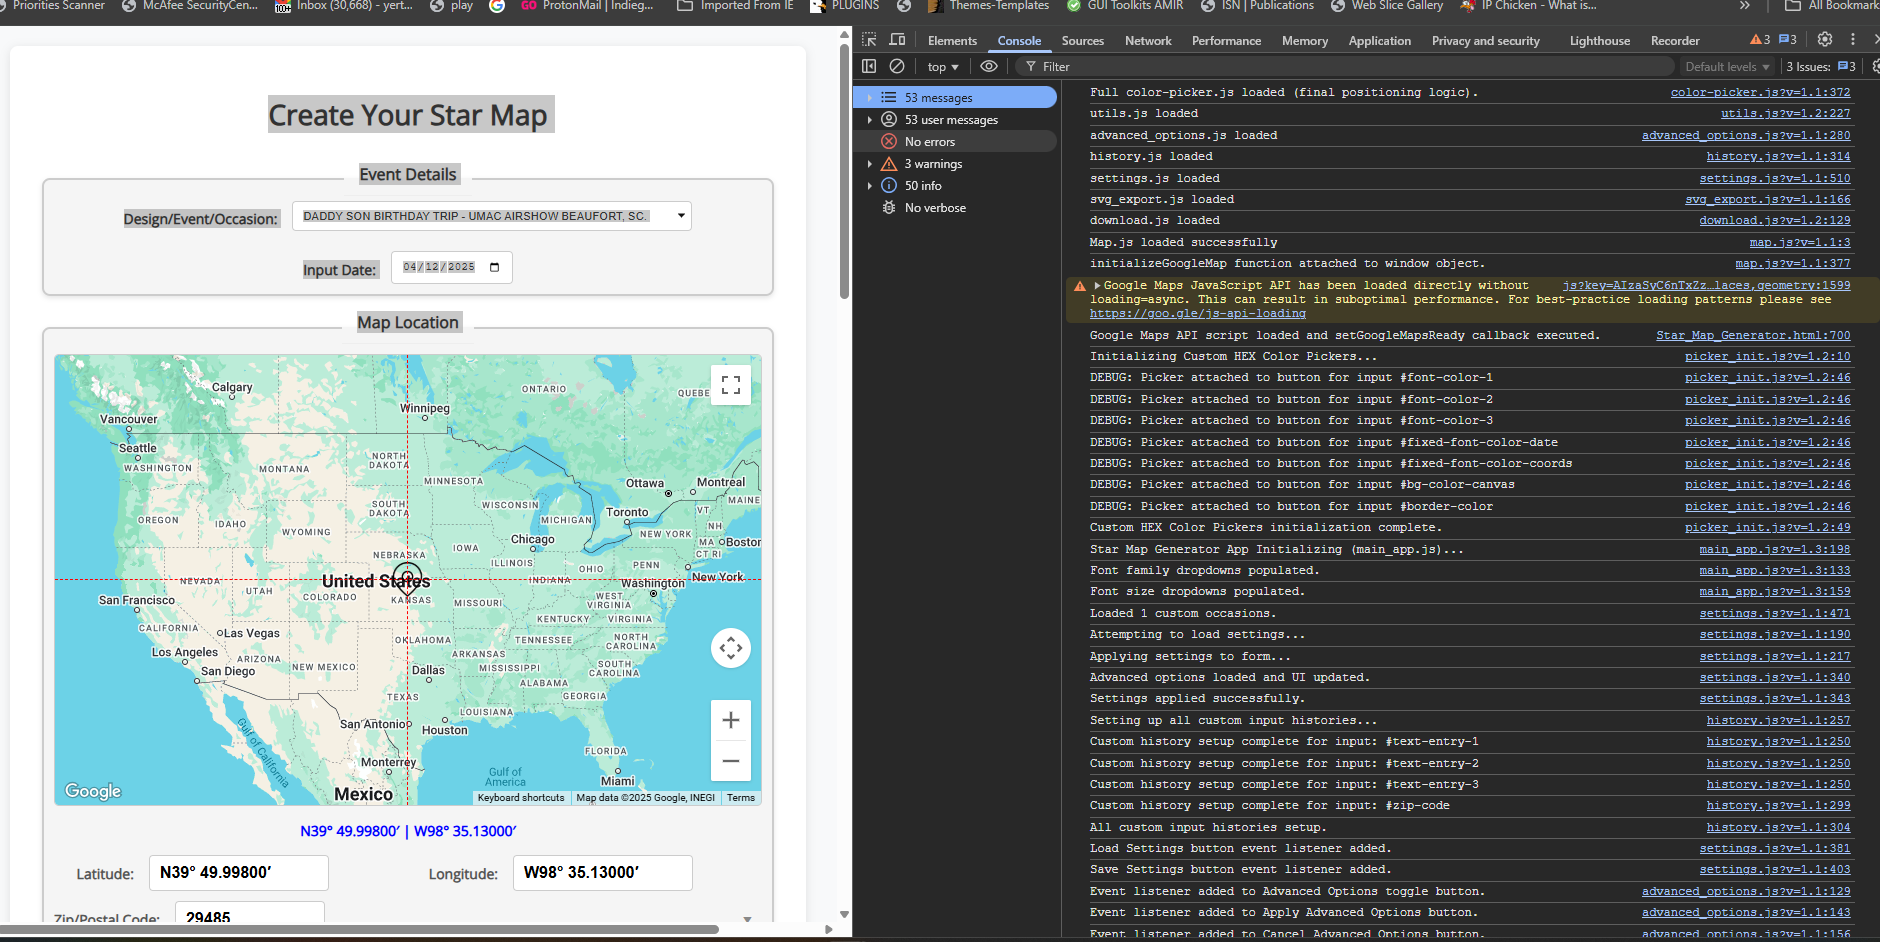 Priorities Scanner
McAfee SecurityCen...
Inbox (30,668) - yert...
play
GO ProtonMail | Indieg...
Imported From IE
PLUGINS
Themes-Templates
GUI Toolkits AMIR
ISN | Publications
Web Slice Gallery
IP Chicken - What is...
»
All Bookmark
Create Your Star Map
Event Details
Design/Event/Occasion:
DADDY SON BIRTHDAY TRIP - UMAC AIRSHOW BEAUFORT, SC.
Input Date:
04/12/2025
Map Location
Calgary
ONTARIO
QUEBE
Winnipeg
Vancouver
Seattle
WASHINGTON
MONTANA
NORTH
DAKOTA
MINNESOTA
Ottawa
Montreal
MAINE
SOUTH
DAKOTA
WISCONSIN
VT.
Toronto
MICHIGAN
OREGON
IDAHO
WYOMING
NH
NEW YORK
Chicago
MA
Boston
CT RI
NEBRASKA
IOWA
ILLINOIS
OHIO
PENN
INDIANA
New York
United States
NEVADA
UTAH
COLORADO
KANSAS
MISSOURI
Washington
WEST
VIRGINIA
San Francisco
KENTUCKY
VIRGINIA
CALIFORNIA
Las Vegas
OKLAHOMA
TENNESSEE
NORTH
CAROLINA
Los Angeles
ARIZONA
NEW MEXICO
ARKANSAS
MISSISSIPPI
SOUTH
CAROLINA
San Diego
Dallas
ALABAMA
GEORGIA
TEXAS
LOUISIANA
San Antonio
Houston
Gulf of
California
FLORIDA
Monterrey
Gulf of
America
Miami
Mexico
Google
Keyboard shortcuts
Map data ©2025 Google, INEGI
Terms
N39° 49.99800′ | W98° 35.13000′
Latitude:
N39° 49.99800′
Longitude:
W98° 35.13000′
Zip/Postal Code:
29485
Elements
Console
Sources
Network
Performance
Memory
Application
Privacy and security
Lighthouse
Recorder
3
3
top
Filter
Default levels
3 Issues:
3
53 messages
53 user messages
No errors
3 warnings
50 info
No verbose
Full color-picker.js loaded (final positioning logic). color-picker.js?v=1.1:372
utils.js loaded utils.js?v=1.2:227
advanced_options.js loaded advanced_options.js?v=1.1:280
history.js loaded history.js?v=1.1:314
settings.js loaded settings.js?v=1.1:510
svg_export.js loaded svg_export.js?v=1.1:166
download.js loaded download.js?v=1.2:129
Map.js loaded successfully map.js?v=1.1:3
initializeGoogleMap function attached to window object. map.js?v=1.1:377
Google Maps JavaScript API has been loaded directly without js?key=AIzaSyC6nTxZz…laces,geometry:1599
loading=async. This can result in suboptimal performance. For best-practice loading patterns please see
https://goo.gle/js-api-loading
Google Maps API script loaded and setGoogleMapsReady callback executed. Star_Map_Generator.html:700
Initializing Custom HEX Color Pickers... picker_init.js?v=1.2:10
DEBUG: Picker attached to button for input #font-color-1 picker_init.js?v=1.2:46
DEBUG: Picker attached to button for input #font-color-2 picker_init.js?v=1.2:46
DEBUG: Picker attached to button for input #font-color-3 picker_init.js?v=1.2:46
DEBUG: Picker attached to button for input #fixed-font-color-date picker_init.js?v=1.2:46
DEBUG: Picker attached to button for input #fixed-font-color-coords picker_init.js?v=1.2:46
DEBUG: Picker attached to button for input #bg-color-canvas picker_init.js?v=1.2:46
DEBUG: Picker attached to button for input #border-color picker_init.js?v=1.2:46
Custom HEX Color Pickers initialization complete. picker_init.js?v=1.2:49
Star Map Generator App Initializing (main_app.js)... main_app.js?v=1.3:198
Font family dropdowns populated. main_app.js?v=1.3:133
Font size dropdowns populated. main_app.js?v=1.3:159
Loaded 1 custom occasions. settings.js?v=1.1:471
Attempting to load settings... settings.js?v=1.1:190
Applying settings to form... settings.js?v=1.1:217
Advanced options loaded and UI updated. settings.js?v=1.1:340
Settings applied successfully. settings.js?v=1.1:343
Setting up all custom input histories... history.js?v=1.1:257
Custom history setup complete for input: #text-entry-1 history.js?v=1.1:250
Custom history setup complete for input: #text-entry-2 history.js?v=1.1:250
Custom history setup complete for input: #text-entry-3 history.js?v=1.1:250
Custom history setup complete for input: #zip-code history.js?v=1.1:299
All custom input histories setup. history.js?v=1.1:304
Load Settings button event listener added. settings.js?v=1.1:381
Save Settings button event listener added. settings.js?v=1.1:403
Event listener added to Advanced Options toggle button. advanced_options.js?v=1.1:129
Event listener added to Apply Advanced Options button. advanced_options.js?v=1.1:143
Event listener added to Cancel Advanced Options button. advanced_options.js?v=1.1:156